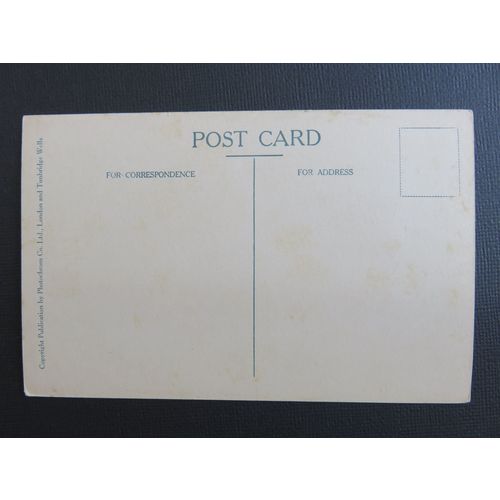 POST CARD
FOR CORRESPONDENCE
FOR ADDRESS
Copyright Publication by Photochrom Co. Ltd., London and Tunbridge Wells.